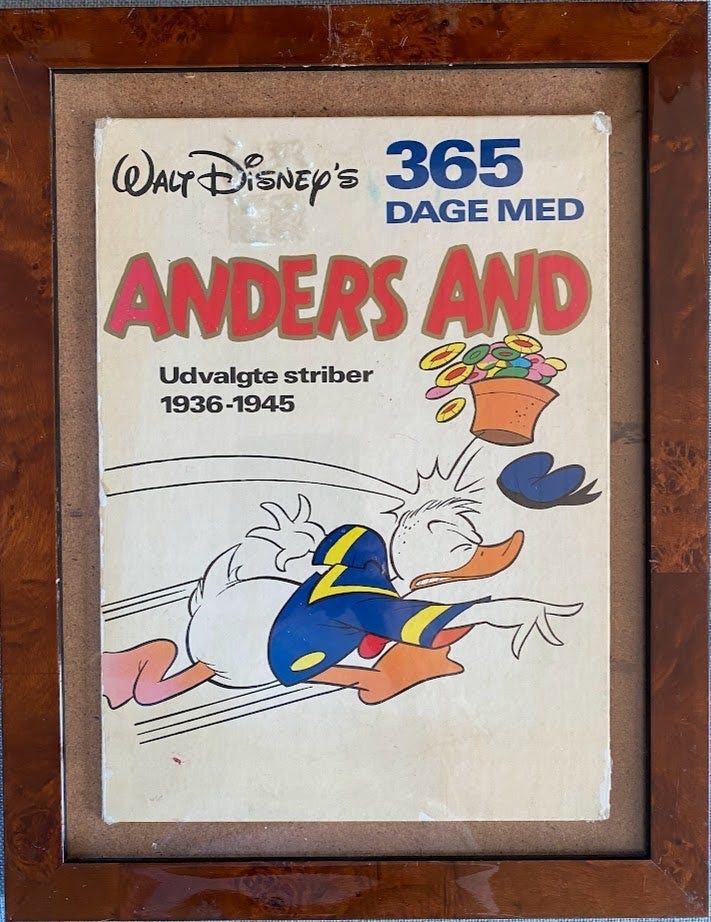 WALT DISNEY'S
365
DAGE MED
ANDERS AND
Udvalgte striber
1936-1945